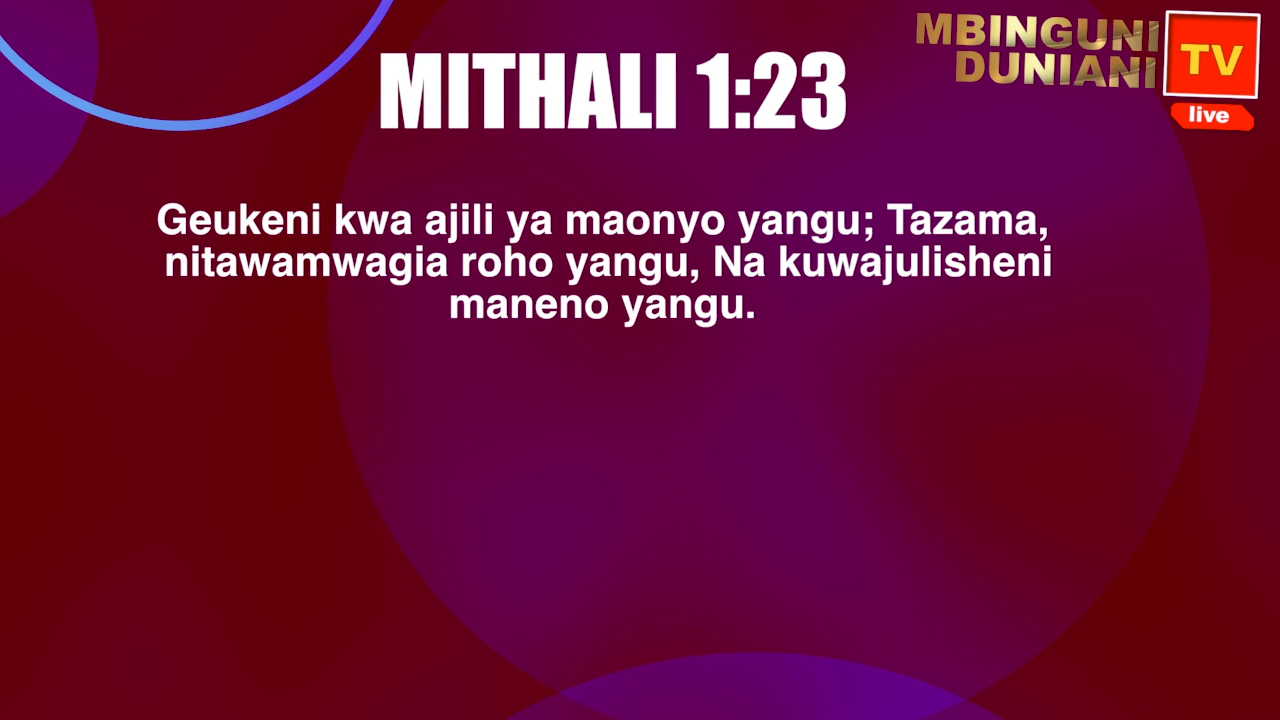 MBINGUNI
DUNIANI
TV
live
MITHALI 1:23
Geukeni kwa ajili ya maonyo yangu; Tazama,
nitawamwagia roho yangu, Na kuwajulisheni
maneno yangu.